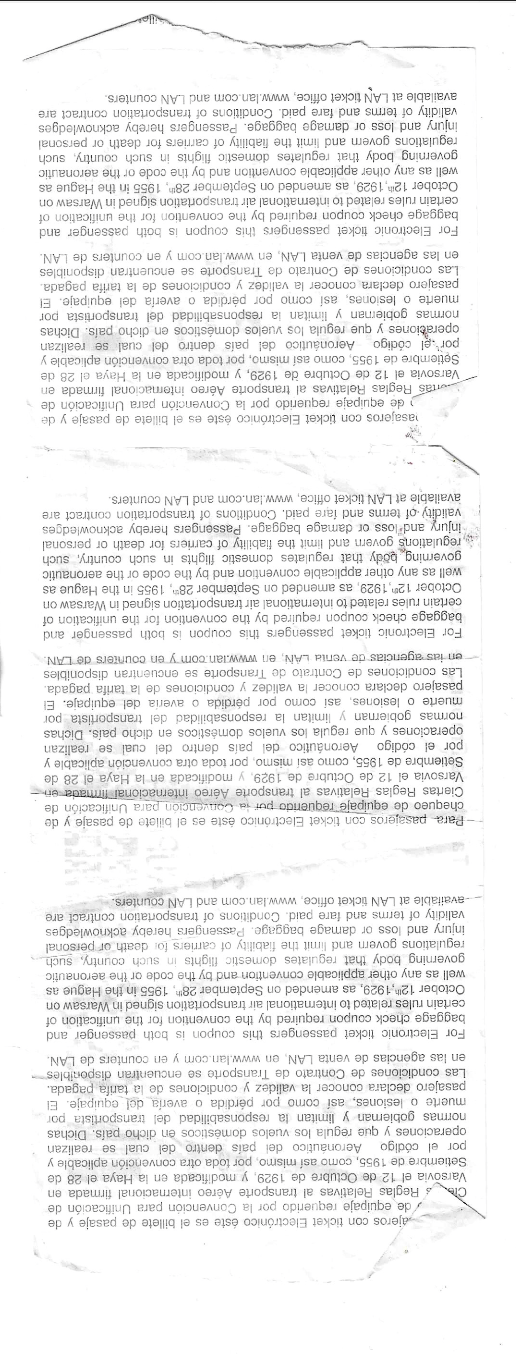 ajeros con ticket Electrónico éste es el billete de pasaje y de
de equipaje requerido por la Convención para Unificación de
Reglas Relativas al transporte Aéreo internacional firmada en
Varsovia el 12 de Octubre de 1929, y modificada en la Haya el 28 de
Setiembre de 1955, como así mismo, por toda otra convención aplicable y
por el código Aeronáutico del país dentro del cual se realizan
operaciones y que regula los vuelos domésticos en dicho país. Dichas
normas gobiernan y limitan la responsabilidad del transportista por
muerte o lesiones, así como por pérdida o avería del equipaje. El
pasajero declara conocer la validez y condiciones de la tarifa pagada.
Las condiciones de Contrato de Transporte se encuentran disponibles
en las agencias de venta LAN, en www.lan.com y en counters de LAN.
For Electronic ticket passengers this coupon is both passenger and
baggage check coupon required by the convention for the unification of
certain rules related to international air transportation signed in Warsaw on
October 12th,1929, as amended on September 28th, 1955 in the Hague as
well as any other applicable convention and by the code or the aeronautic
governing body that regulates domestic flights in such country, such
regulations govern and limit the liability of carriers for death or personal
injury and loss or damage baggage. Passengers hereby acknowledges
validity of terms and fare paid. Conditions of transportation contract are
available at LAN ticket office, www.lan.com and LAN counters.
Para pasajeros con ticket Electrónico éste es el billete de pasaje y de
chequeo de equipaje requerido por la Convención para Unificación de
Ciertas Reglas Relativas al transporte Aéreo internacional firmada en
Varsovia el 12 de Octubre de 1929, y modificada en la Haya el 28 de
Setiembre de 1955, como así mismo, por toda otra convención aplicable y
por el código Aeronáutico del país dentro del cual se realizan
operaciones y que regula los vuelos domésticos en dicho país. Dichas
normas gobiernan y limitan la responsabilidad del transportista por
muerte o lesiones, así como por pérdida o avería del equipaje. El
pasajero declara conocer la validez y condiciones de la tarifa pagada.
Las condiciones de Contrato de Transporte se encuentran disponibles
en las agencias de venta LAN, en www.lan.com y en counters de LAN.
For Electronic ticket passengers this coupon is both passenger and
baggage check coupon required by the convention for the unification of
certain rules related to international air transportation signed in Warsaw on
October 12th,1929, as amended on September 28th, 1955 in the Hague as
well as any other applicable convention and by the code or the aeronautic
governing body that regulates domestic flights in such country, such
regulations govern and limit the liability of carriers for death or personal
injury and loss or damage baggage. Passengers hereby acknowledges
validity of terms and fare paid. Conditions of transportation contract are
available at LAN ticket office, www.lan.com and LAN counters.
asajeros con ticket Electrónico éste es el billete de pasaje y de
de equipaje requerido por la Convención para Unificación de
Reglas Relativas al transporte Aéreo internacional firmada en
Varsovia el 12 de Octubre de 1929, y modificada en la Haya el 28 de
Setiembre de 1955, como así mismo, por toda otra convención aplicable y
por el código Aeronáutico del país dentro del cual se realizan
operaciones y que regula los vuelos domésticos en dicho país. Dichas
normas gobiernan y limitan la responsabilidad del transportista por
muerte o lesiones, así como por pérdida o avería del equipaje. El
pasajero declara conocer la validez y condiciones de la tarifa pagada.
Las condiciones de Contrato de Transporte se encuentran disponibles
en las agencias de venta LAN, en www.lan.com y en counters de LAN.
For Electronic ticket passengers this coupon is both passenger and
baggage check coupon required by the convention for the unification of
certain rules related to international air transportation signed in Warsaw on
October 12th,1929, as amended on September 28th, 1955 in the Hague as
well as any other applicable convention and by the code or the aeronautic
governing body that regulates domestic flights in such country, such
regulations govern and limit the liability of carriers for death or personal
injury and loss or damage baggage. Passengers hereby acknowledges
validity of terms and fare paid. Conditions of transportation contract are
available at LAN ticket office, www.lan.com and LAN counters.